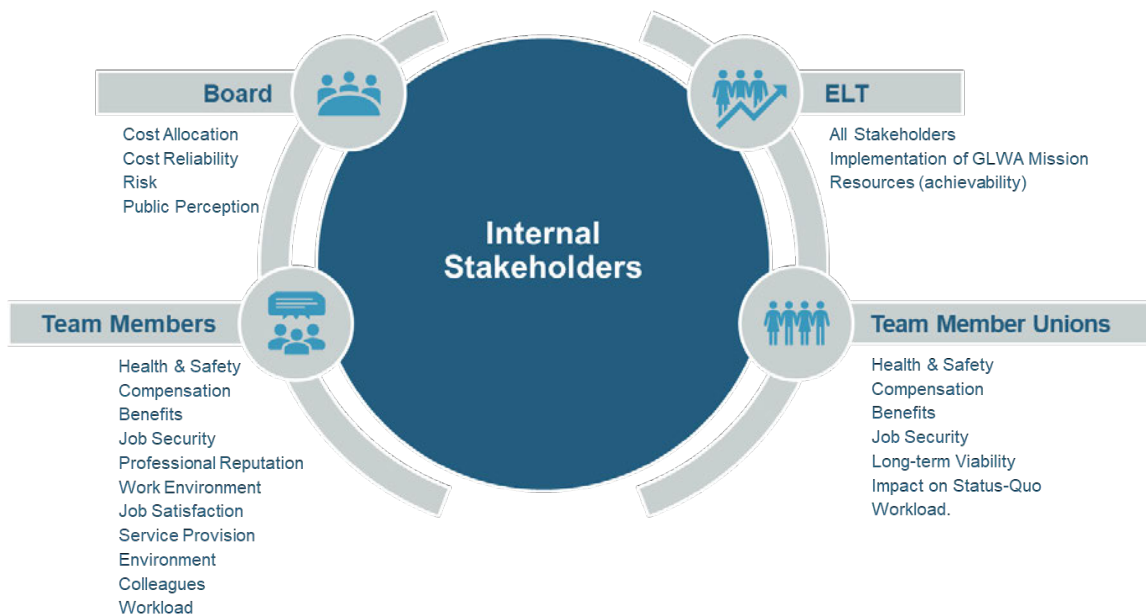 Board
Cost Allocation
Cost Reliability
Risk
Public Perception
ELT
All Stakeholders
Implementation of GLWA Mission
Resources (achievability)
Internal
Stakeholders
Team Members
Health & Safety
Compensation
Benefits
Job Security
Professional Reputation
Work Environment
Job Satisfaction
Service Provision
Environment
Colleagues
Workload
Team Member Unions
Health & Safety
Compensation
Benefits
Job Security
Long-term Viability
Impact on Status-Quo
Workload.